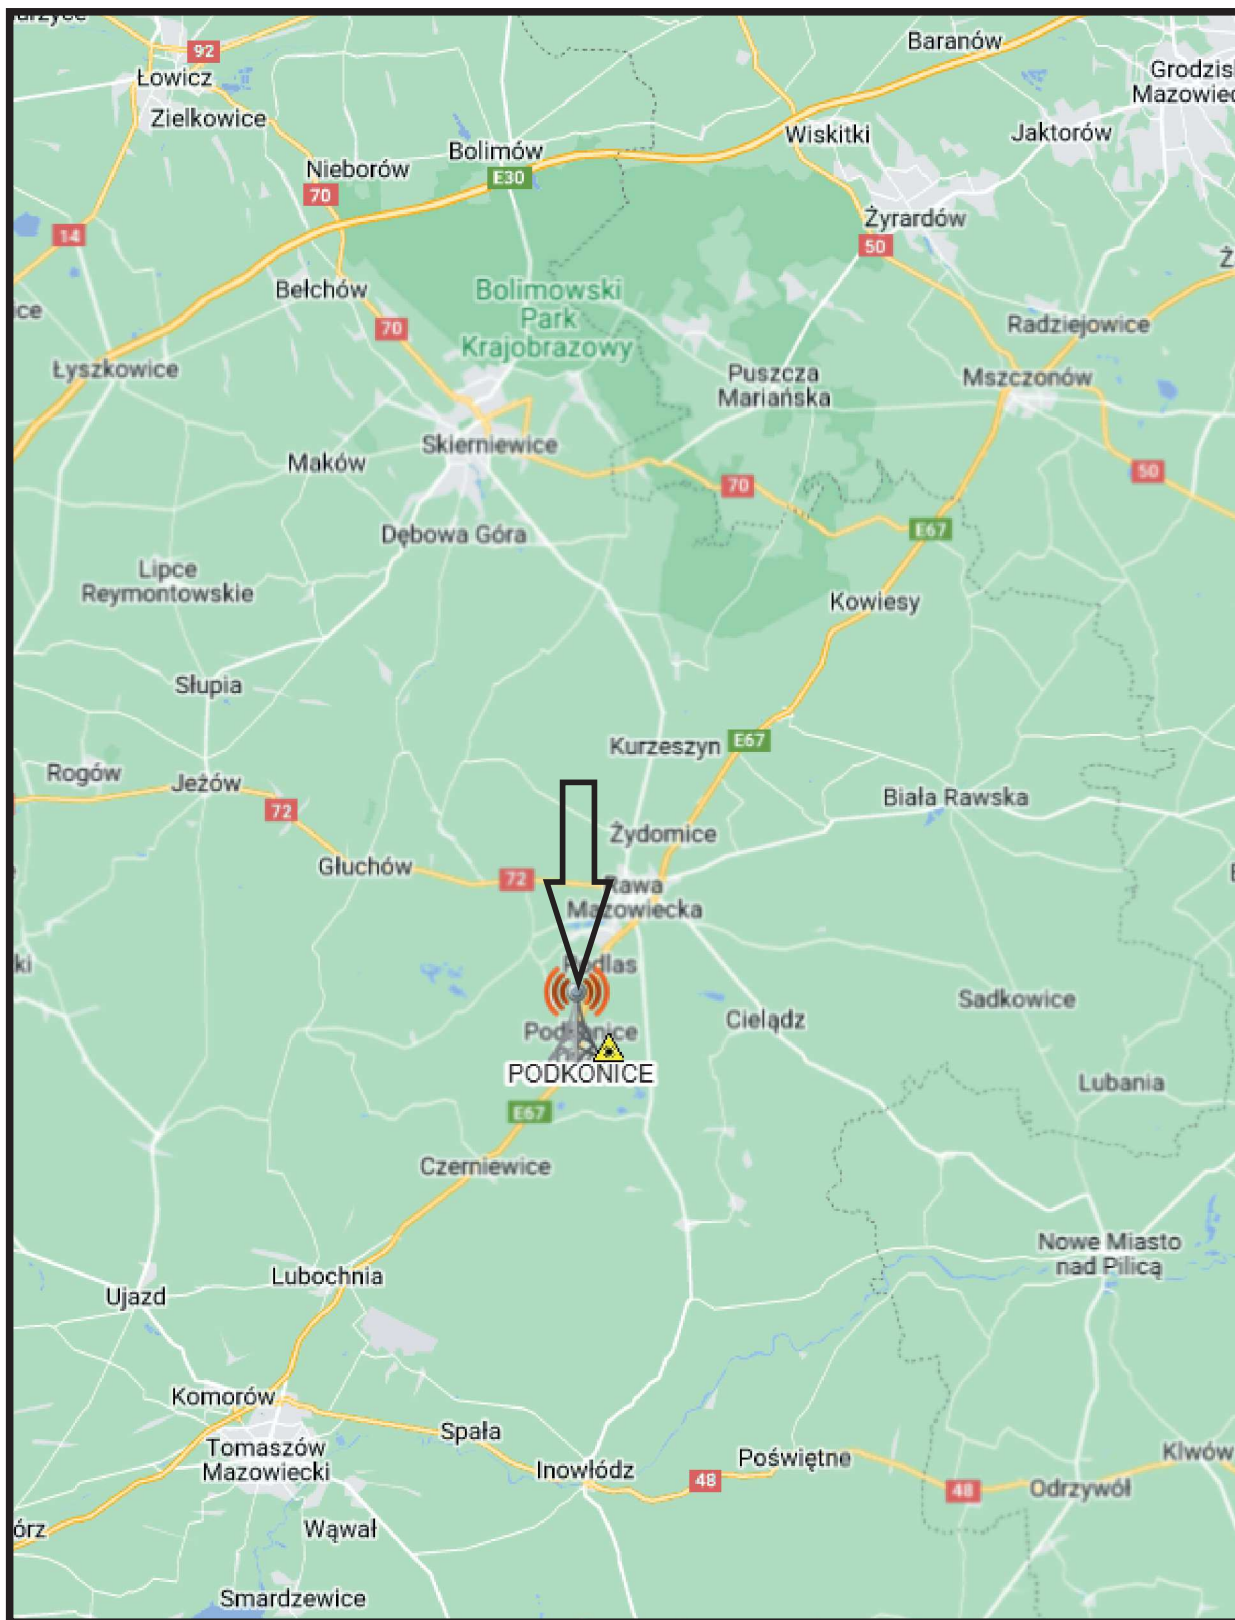 92
Łowicz
Baranów
Zielkowice
Wiskitki
Jaktorów
Bolimów
Nieborów
E30
70
Żyrardów
14
50
Bełchów
Bolimowski
Park
Krajobrazowy
70
Radziejowice
Łyszkowice
Puszcza
Mariańska
Mszczonów
Skierniewice
Maków
70
50
Dębowa Góra
E67
Lipce
Reymontowskie
Kowiesy
Słupia
Kurzeszyn
E67
Rogów
Jeżów
72
Biała Rawska
Żydomice
Głuchów
72
Rawa
Mazowiecka
Podlas
Sadkowice
Cielądz
Podkonice
PODKONICE
Lubania
E67
Czerniewice
Nowe Miasto
nad Pilicą
Lubochnia
Ujazd
Komorów
Spała
Tomaszów
Mazowiecki
Inowłódz
Poświętne
Klwów
48
48
Odrzywół
órz
Wąwał
Smardzewice